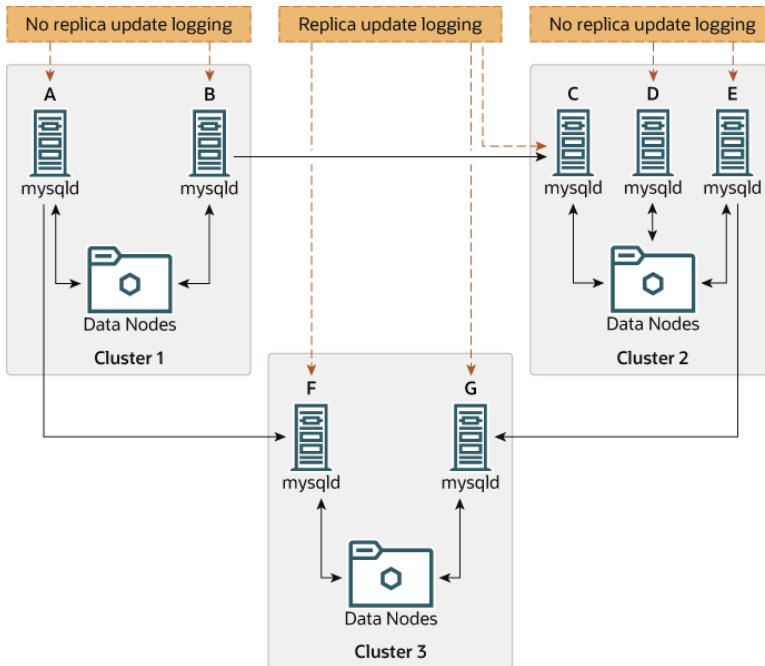 No replica update logging
Replica update logging
No replica update logging
A
B
C
D
E
mysqld
mysqld
mysqld
mysqld
mysqld
Data Nodes
Data Nodes
Cluster 1
Cluster 2
F
G
mysqld
mysqld
Data Nodes
Cluster 3